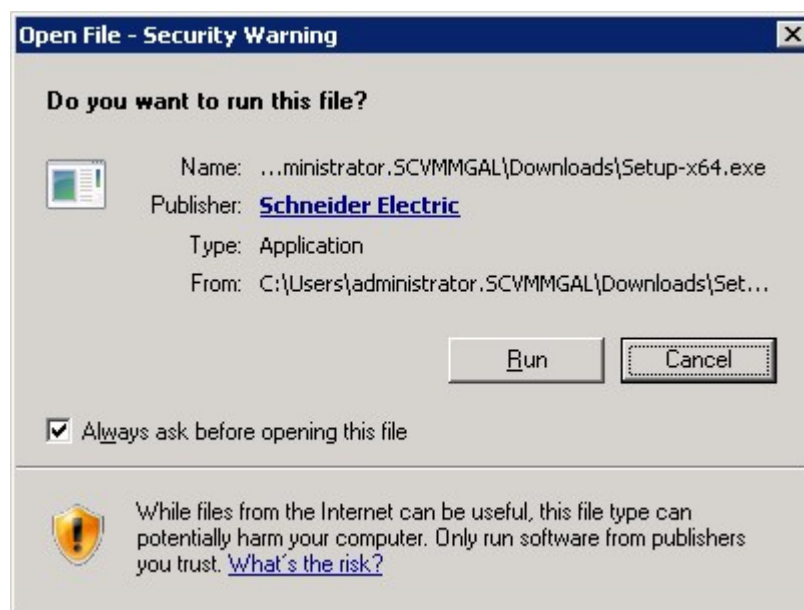 Open File - Security Warning
Do you want to run this file?
Name: ...ministrator.SCVMMGAL\Downloads\Setup-x64.exe
Publisher: Schneider Electric
Type: Application
From: C:\Users\administrator.SCVMMGAL\Downloads\Set...
Run Cancel
Always ask before opening this file
While files from the Internet can be useful, this file type can
potentially harm your computer. Only run software from publishers
you trust. What's the risk?